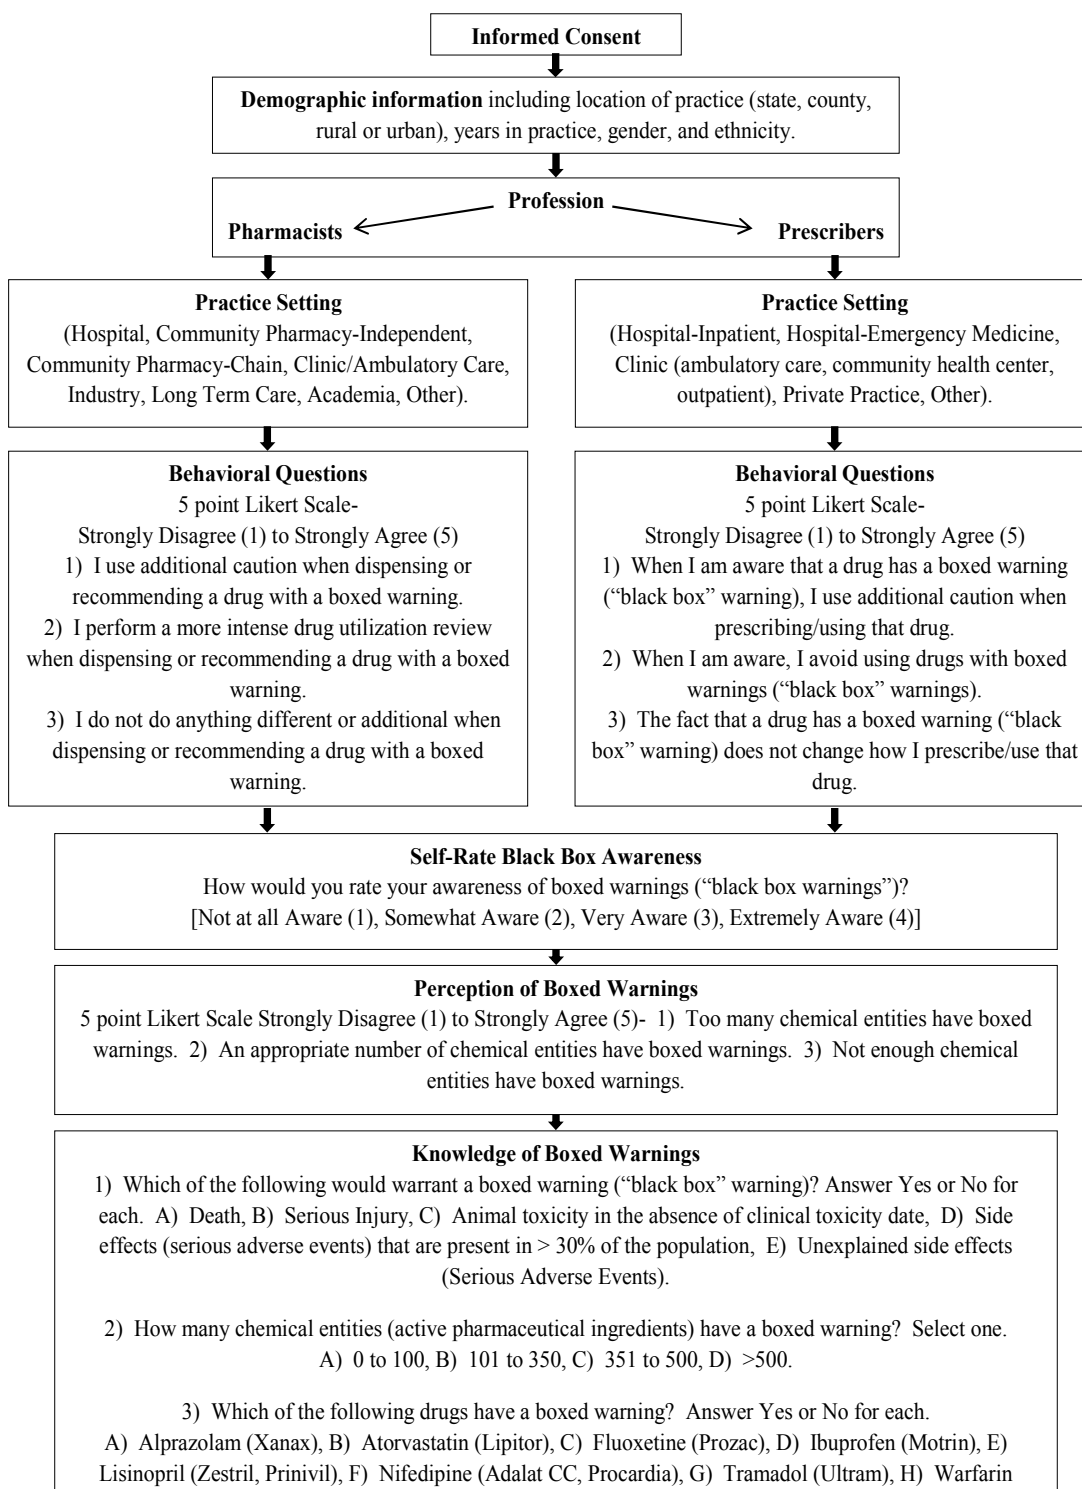 Informed Consent
Demographic information including location of practice (state, county,
rural or urban), years in practice, gender, and ethnicity.
Profession
Pharmacists
Prescribers
Practice Setting
(Hospital, Community Pharmacy-Independent,
Community Pharmacy-Chain, Clinic/Ambulatory Care,
Industry, Long Term Care, Academia, Other).
Practice Setting
(Hospital-Inpatient, Hospital-Emergency Medicine,
Clinic (ambulatory care, community health center,
outpatient), Private Practice, Other).
Behavioral Questions
5 point Likert Scale-
Strongly Disagree (1) to Strongly Agree (5)
1) I use additional caution when dispensing or
recommending a drug with a boxed warning.
2) I perform a more intense drug utilization review
when dispensing or recommending a drug with a boxed
warning.
3) I do not do anything different or additional when
dispensing or recommending a drug with a boxed
warning.
Behavioral Questions
5 point Likert Scale-
Strongly Disagree (1) to Strongly Agree (5)
1) When I am aware that a drug has a boxed warning
(“black box” warning), I use additional caution when
prescribing/using that drug.
2) When I am aware, I avoid using drugs with boxed
warnings (“black box” warnings).
3) The fact that a drug has a boxed warning (“black
box” warning) does not change how I prescribe/use that
drug.
Self-Rate Black Box Awareness
How would you rate your awareness of boxed warnings (“black box warnings”)?
[Not at all Aware (1), Somewhat Aware (2), Very Aware (3), Extremely Aware (4)]
Perception of Boxed Warnings
5 point Likert Scale Strongly Disagree (1) to Strongly Agree (5)- 1) Too many chemical entities have boxed
warnings. 2) An appropriate number of chemical entities have boxed warnings. 3) Not enough chemical
entities have boxed warnings.
Knowledge of Boxed Warnings
1) Which of the following would warrant a boxed warning (“black box” warning)? Answer Yes or No for
each. A) Death, B) Serious Injury, C) Animal toxicity in the absence of clinical toxicity date, D) Side
effects (serious adverse events) that are present in > 30% of the population, E) Unexplained side effects
(Serious Adverse Events).
2) How many chemical entities (active pharmaceutical ingredients) have a boxed warning? Select one.
A) 0 to 100, B) 101 to 350, C) 351 to 500, D) >500.
3) Which of the following drugs have a boxed warning? Answer Yes or No for each.
A) Alprazolam (Xanax), B) Atorvastatin (Lipitor), C) Fluoxetine (Prozac), D) Ibuprofen (Motrin), E)
Lisinopril (Zestril, Prinivil), F) Nifedipine (Adalat CC, Procardia), G) Tramadol (Ultram), H) Warfarin